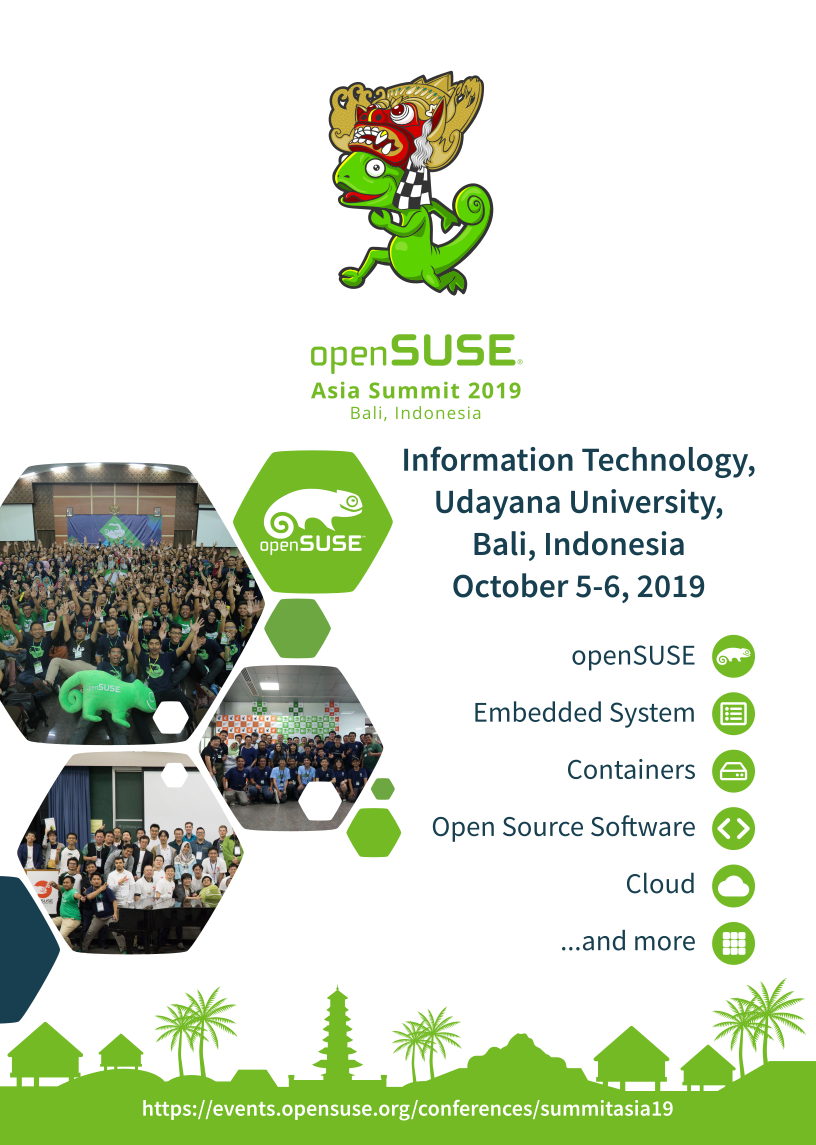 openSUSE®
Asia Summit 2019
Bali, Indonesia
Information Technology,
Udayana University,
Bali, Indonesia
October 5-6, 2019
openSUSE
openSUSE
Embedded System
Containers
Open Source Software
Cloud
...and more
openSUSE
https://events.opensuse.org/conferences/summitasia19